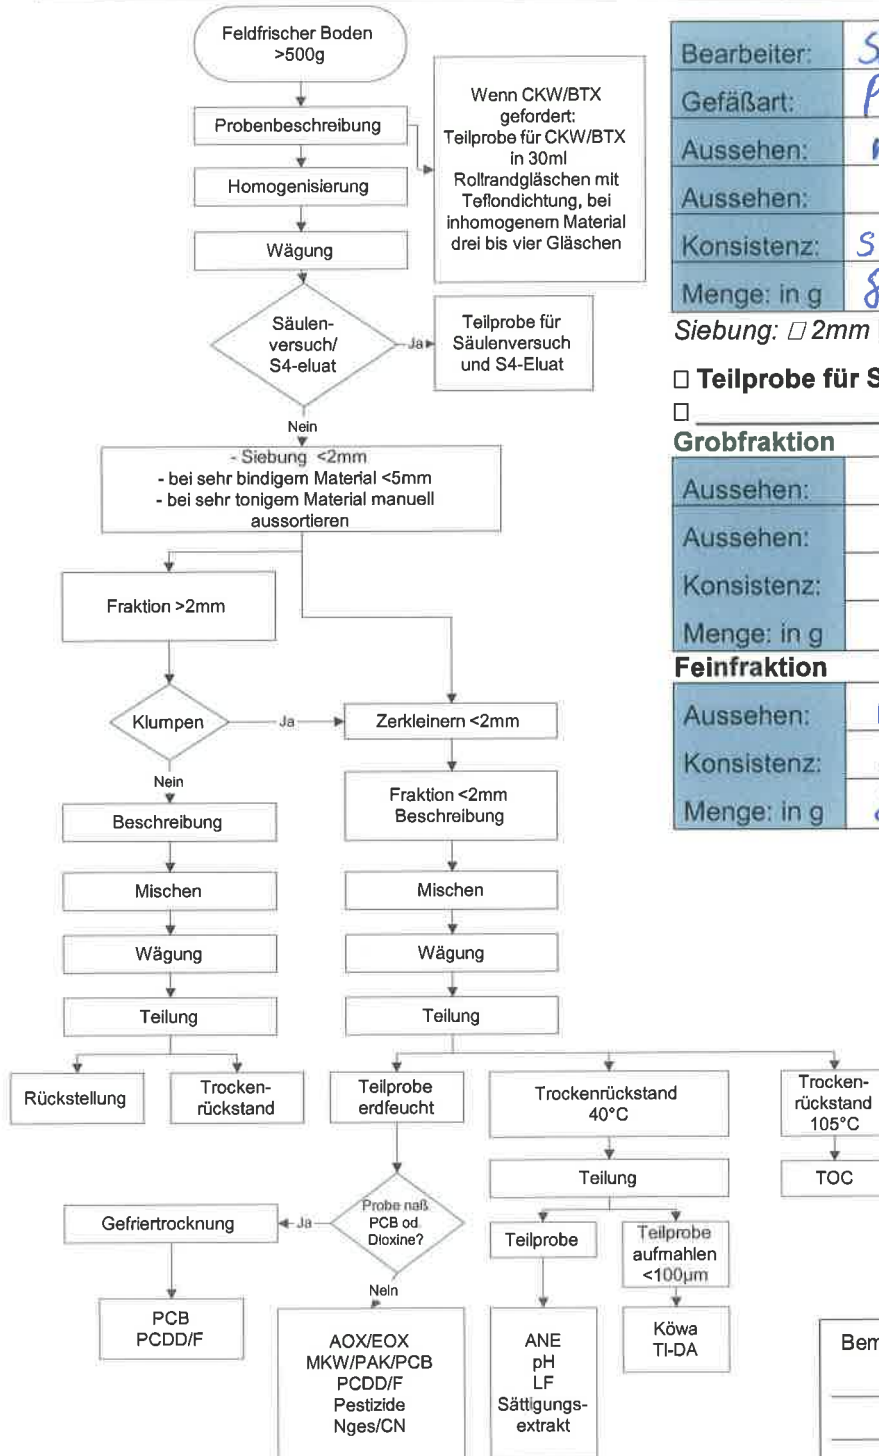 Feldfrischer Boden
>500g
Probenbeschreibung
Homogenisierung
Wägung
Wenn CKW/BTX
gefordert:
Teilprobe für CKW/BTX
in 30ml
Rollrandgläschen mit
Teflondichtung, bei
inhomogenem Material
drei bis vier Gläschen
Säulen-
versuch/
S4-eluat
Ja
Teilprobe für
Säulenversuch
und S4-Eluat
Nein
- Siebung <2mm
- bei sehr bindigem Material <5mm
- bei sehr tonigem Material manuell
aussortieren
Fraktion >2mm
Klumpen
Ja
Zerkleinern <2mm
Nein
Beschreibung
Mischen
Wägung
Teilung
Rückstellung
Trocken-
rückstand
Fraktion <2mm
Beschreibung
Mischen
Wägung
Teilung
Teilprobe
erdfeucht
Trockenrückstand
40°C
Trocken-
rückstand
105°C
TOC
Probe naß
PCB od.
Dioxine?
Ja
Gefriertrocknung
PCB
PCDD/F
Nein
AOX/EOX
MKW/PAK/PCB
PCDD/F
Pestizide
Nges/CN
Teilung
Teilprobe
Teilprobe
aufmahlen
<100µm
ANE
pH
LF
Sättigungs-
extrakt
Köwa
TI-DA
Bearbeiter: S
Gefäßart: P
Aussehen:
Aussehen:
Konsistenz: S
Menge: in g 8
Siebung: □ 2mm
□ Teilprobe für S
□
Grobfraktion
Aussehen:
Aussehen:
Konsistenz:
Menge: in g
Feinfraktion
Aussehen:
Konsistenz:
Menge: in g
Bem